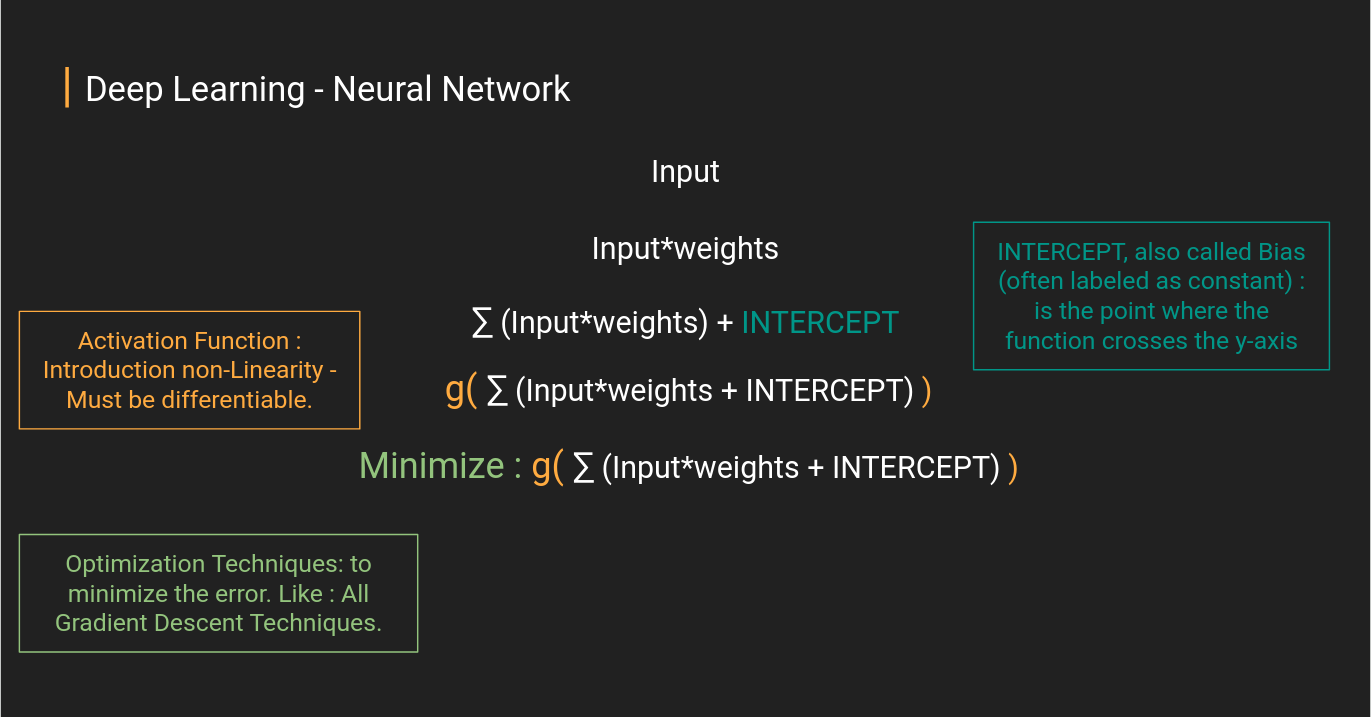 Deep Learning - Neural Network
Input
Input*weights
∑ (Input*weights) + INTERCEPT
g( ∑ (Input*weights + INTERCEPT) )
Minimize : g( ∑ (Input*weights + INTERCEPT) )
INTERCEPT, also called Bias
(often labeled as constant) :
is the point where the
function crosses the y-axis
Activation Function :
Introduction non-Linearity -
Must be differentiable.
Optimization Techniques: to
minimize the error. Like : All
Gradient Descent Techniques.